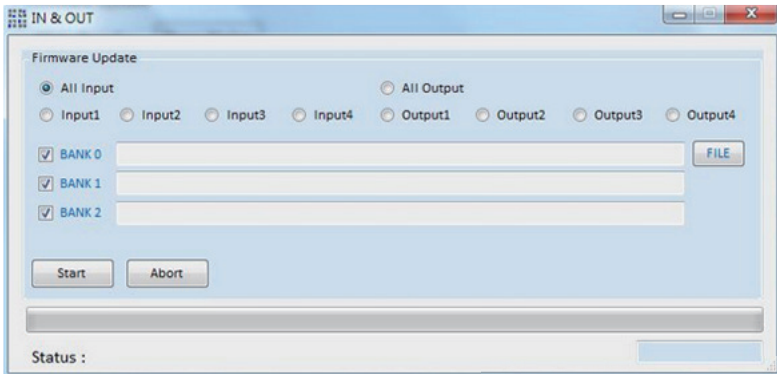 IN & OUT
Firmware Update
All Input All Output
Input1 Input2 Input3 Input4 Output1 Output2 Output3 Output4
BANK 0 FILE
BANK 1
BANK 2
Start Abort
Status :